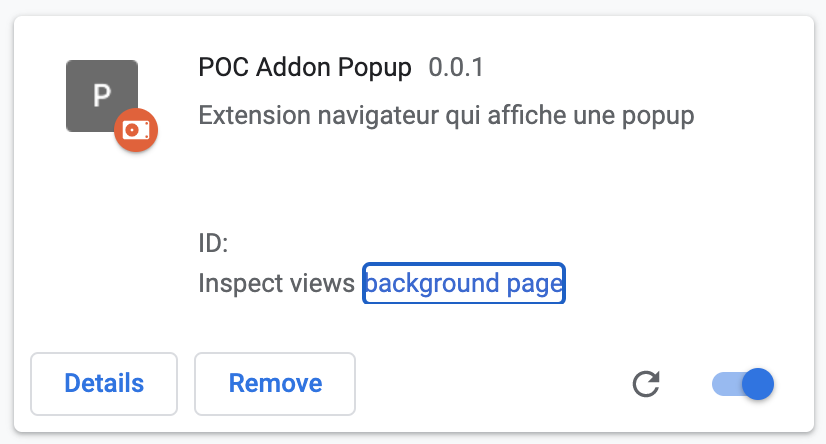 P
POC Addon Popup 0.0.1
Extension navigateur qui affiche une popup
ID:
Inspect views background page
Details Remove